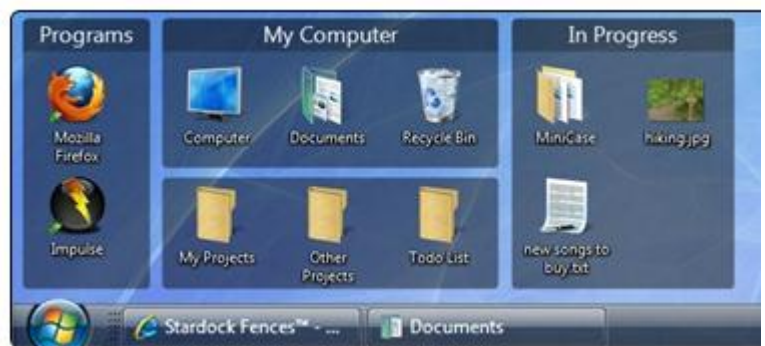 Programs
Mozilla
Firefox
Impulse
My Computer
Computer
Documents
Recycle Bin
My Projects
Other
Projects
Todo List
In Progress
MiniCase
hiking.jpg
new songs to
buy.txt
Stardock Fences™ - ...
Documents